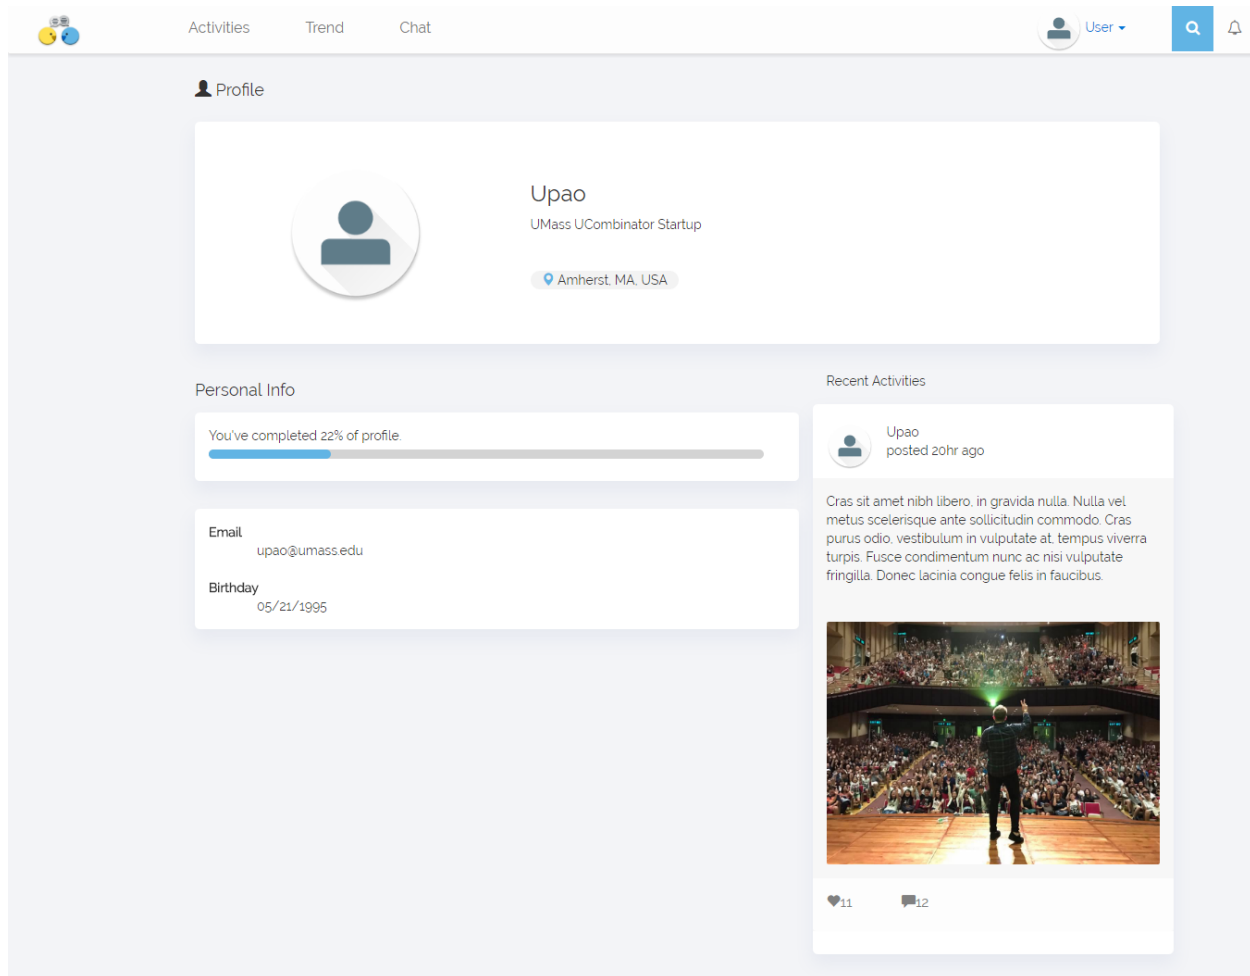 Activities Trend Chat User
Profile
Upao
UMass UCombinator Startup
Amherst, MA, USA
Personal Info
You've completed 22% of profile.
Email
upao@umass.edu
Birthday
05/21/1995
Recent Activities
Upao
posted 20hr ago
Cras sit amet nibh libero, in gravida nulla. Nulla vel
metus scelerisque ante sollicitudin commodo. Cras
purus odio, vestibulum in vulputate at, tempus viverra
turpis. Fusce condimentum nunc ac nisi vulputate
fringilla. Donec lacinia congue felis in faucibus.
11 12